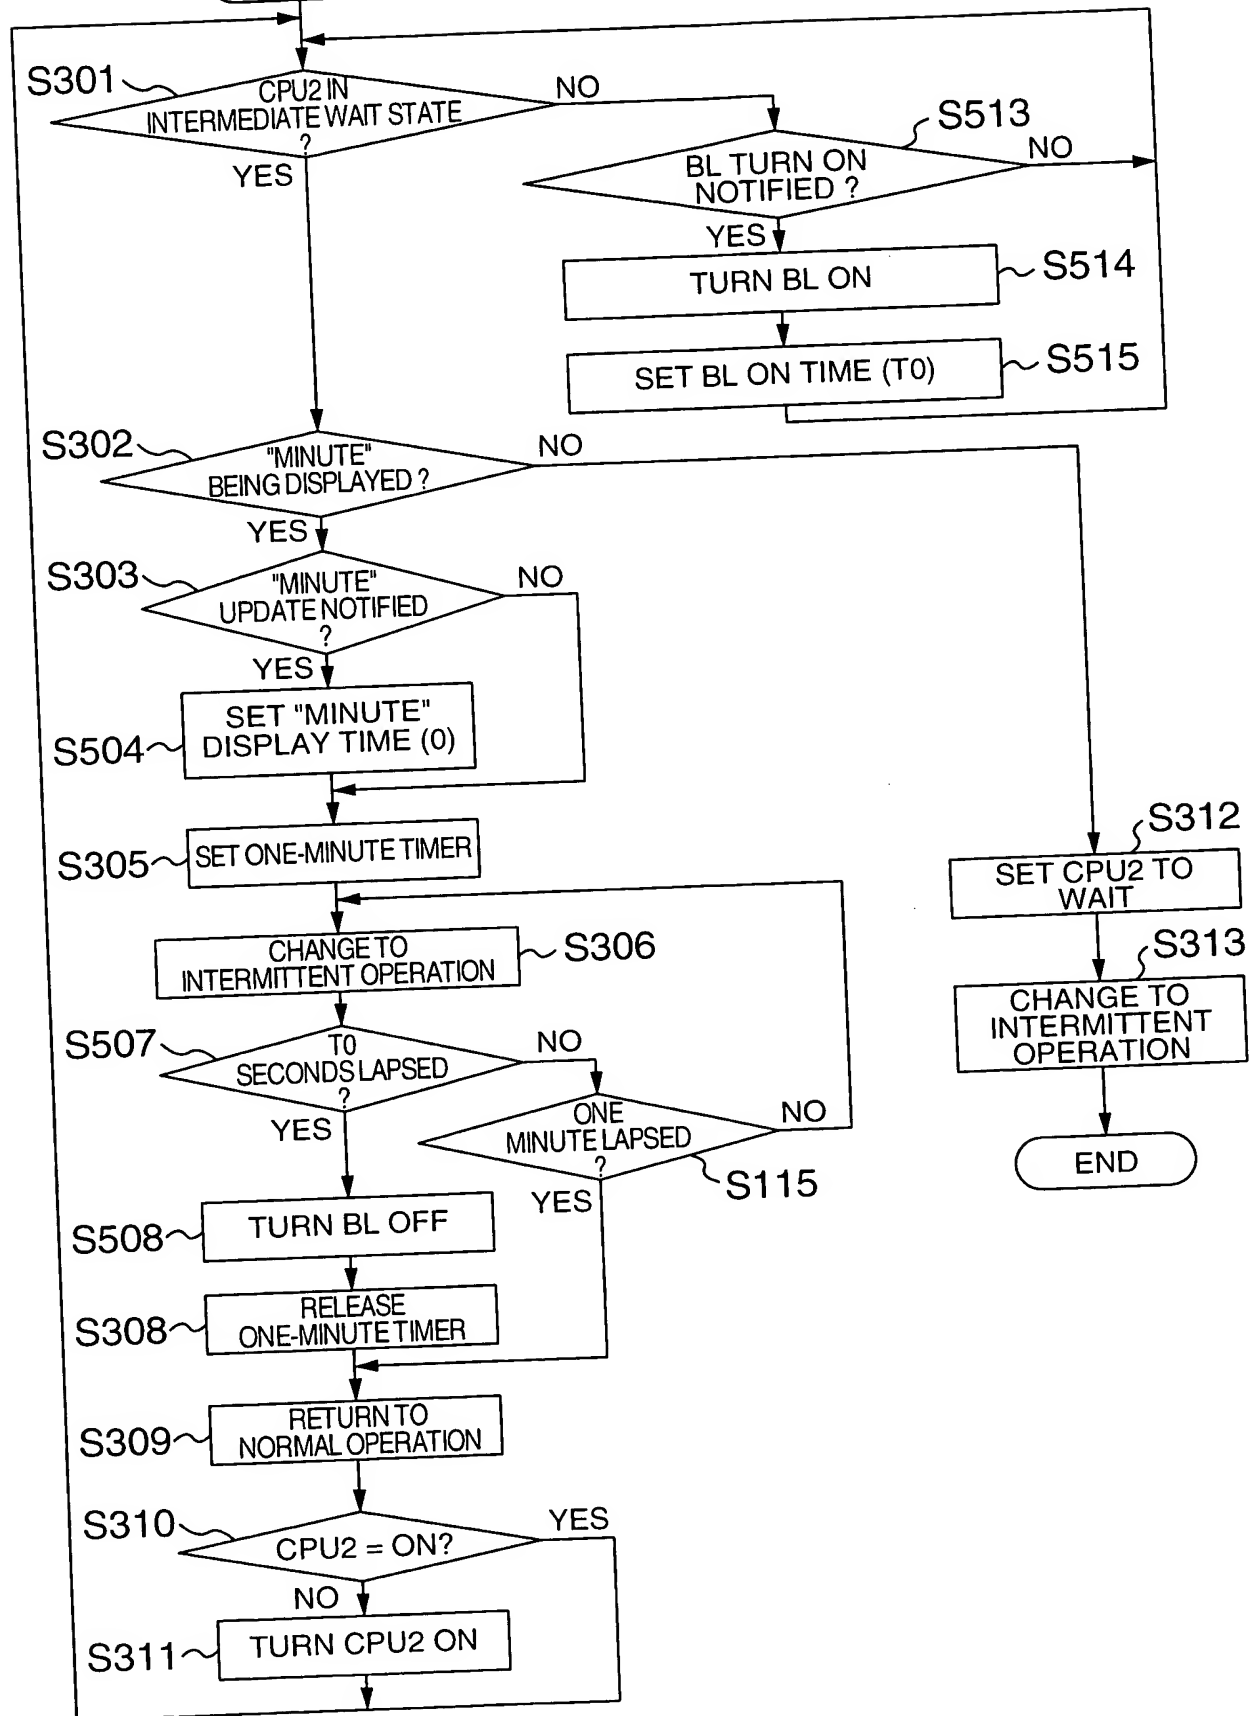 S301
CPU2 IN
INTERMEDIATE WAIT STATE
?
NO
YES
S513
BL TURN ON
NOTIFIED ?
NO
YES
TURN BL ON
S514
SET BL ON TIME (T0)
S515
S302
"MINUTE"
BEING DISPLAYED ?
NO
YES
S303
"MINUTE"
UPDATE NOTIFIED
?
NO
YES
SET "MINUTE"
DISPLAY TIME (0)
S504
S305
SET ONE-MINUTE TIMER
S312
SET CPU2 TO
WAIT
CHANGE TO
INTERMITTENT OPERATION
S306
S313
CHANGE TO
INTERMITTENT
OPERATION
S507
T0
SECONDS LAPSED
?
NO
YES
ONE
MINUTE LAPSED
?
NO
S115
YES
END
S508
TURN BL OFF
S308
RELEASE
ONE-MINUTE TIMER
S309
RETURN TO
NORMAL OPERATION
S310
CPU2 = ON?
YES
NO
S311
TURN CPU2 ON